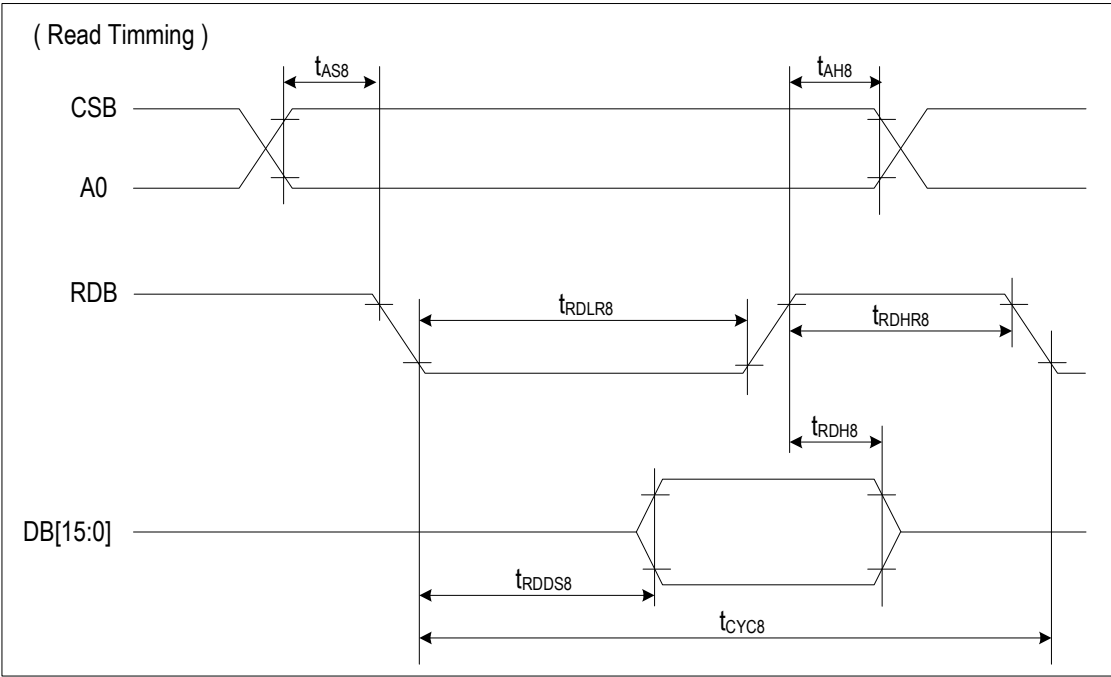 ( Read Timming )
tAS8
tAH8
CSB
A0
RDB
tRDLR8
tRDHR8
tRDH8
DB[15:0]
tRDDS8
tCYC8